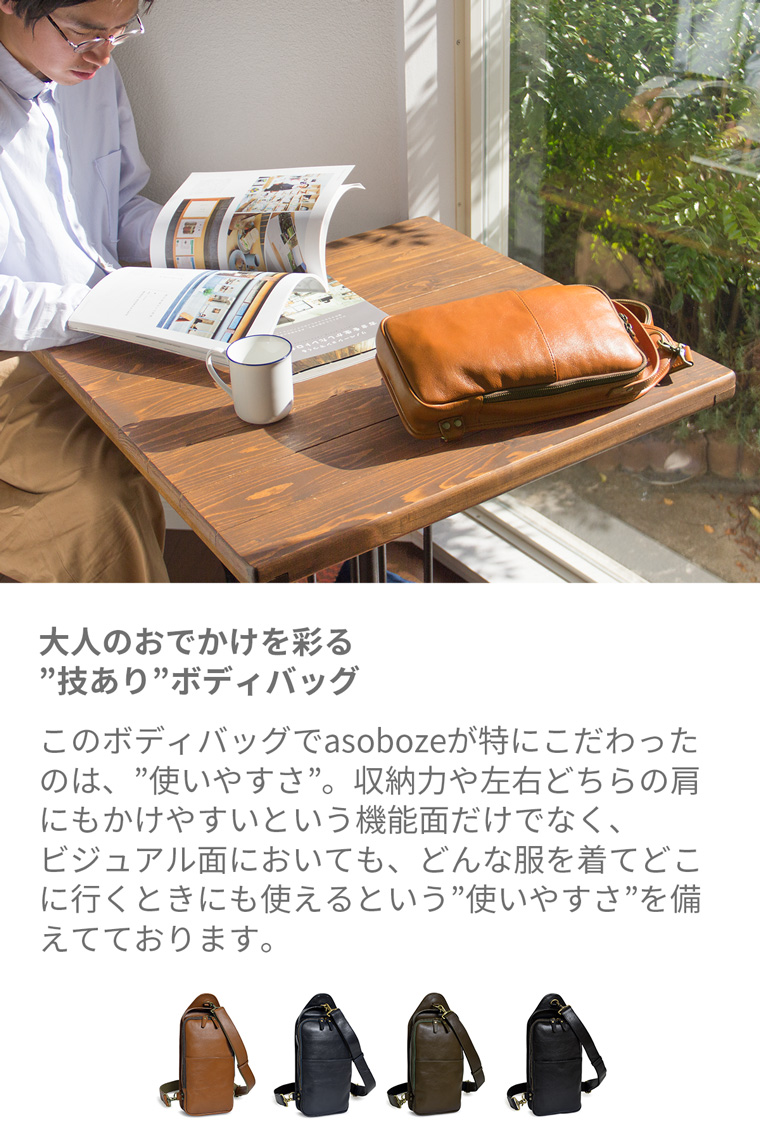 大人のおでかけを彩る
”技あり”ボディバッグ
このボディバッグでasobozeが特にこだわった
のは、”使いやすさ”。収納力や左右どちらの肩
にもかけやすいという機能面だけでなく、
ビジュアル面においても、どんな服を着てどこ
に行くときにも使えるという”使いやすさ”を備
えてております。